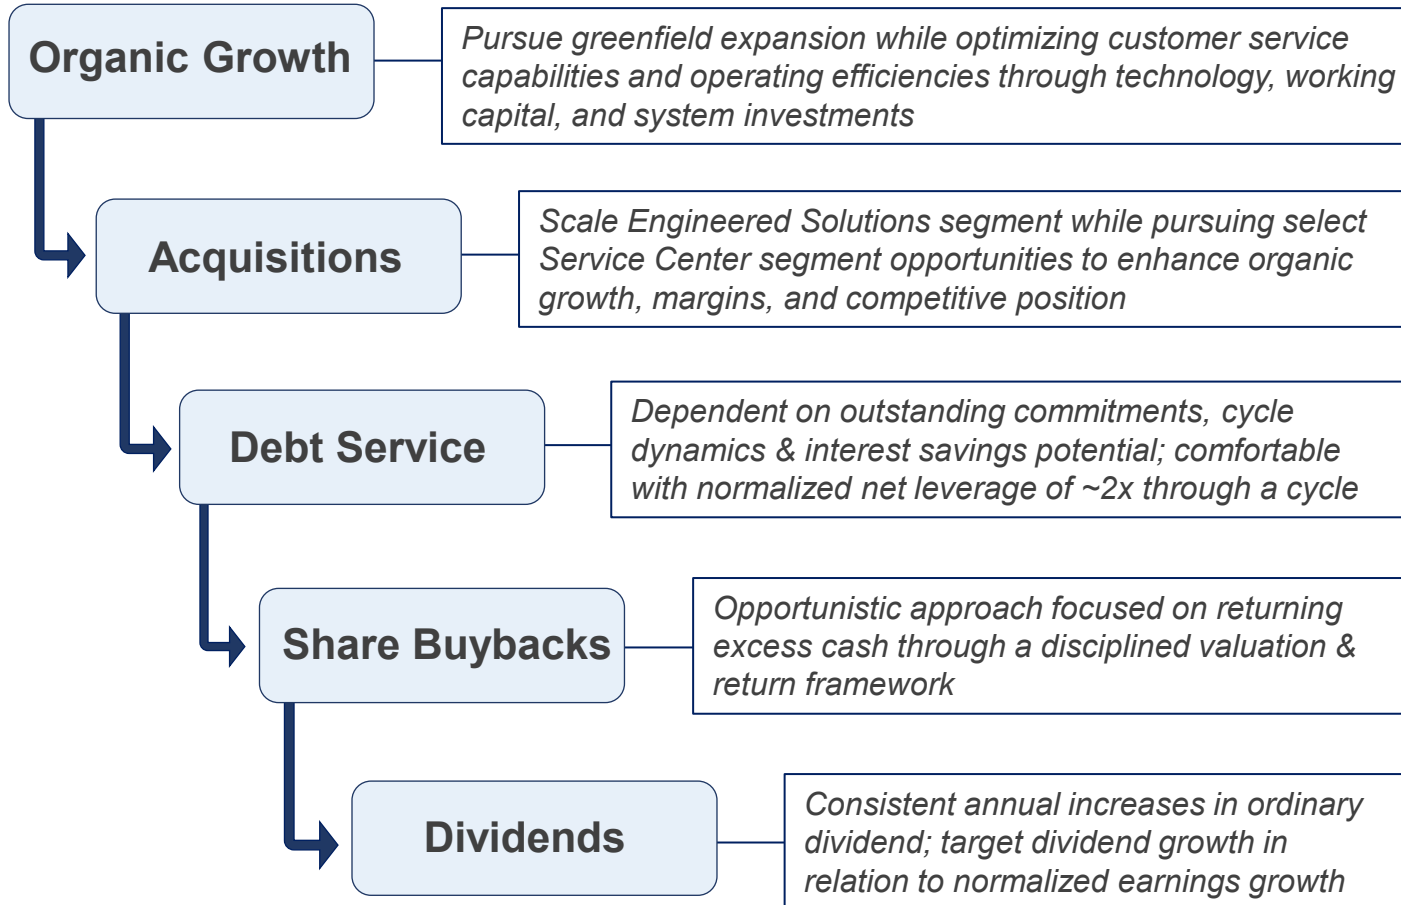 Organic Growth
Pursue greenfield expansion while optimizing customer service
capabilities and operating efficiencies through technology, working
capital, and system investments
Acquisitions
Scale Engineered Solutions segment while pursuing select
Service Center segment opportunities to enhance organic
growth, margins, and competitive position
Debt Service
Dependent on outstanding commitments, cycle
dynamics & interest savings potential; comfortable
with normalized net leverage of ~2x through a cycle
Share Buybacks
Opportunistic approach focused on returning
excess cash through a disciplined valuation &
return framework
Dividends
Consistent annual increases in ordinary
dividend; target dividend growth in
relation to normalized earnings growth